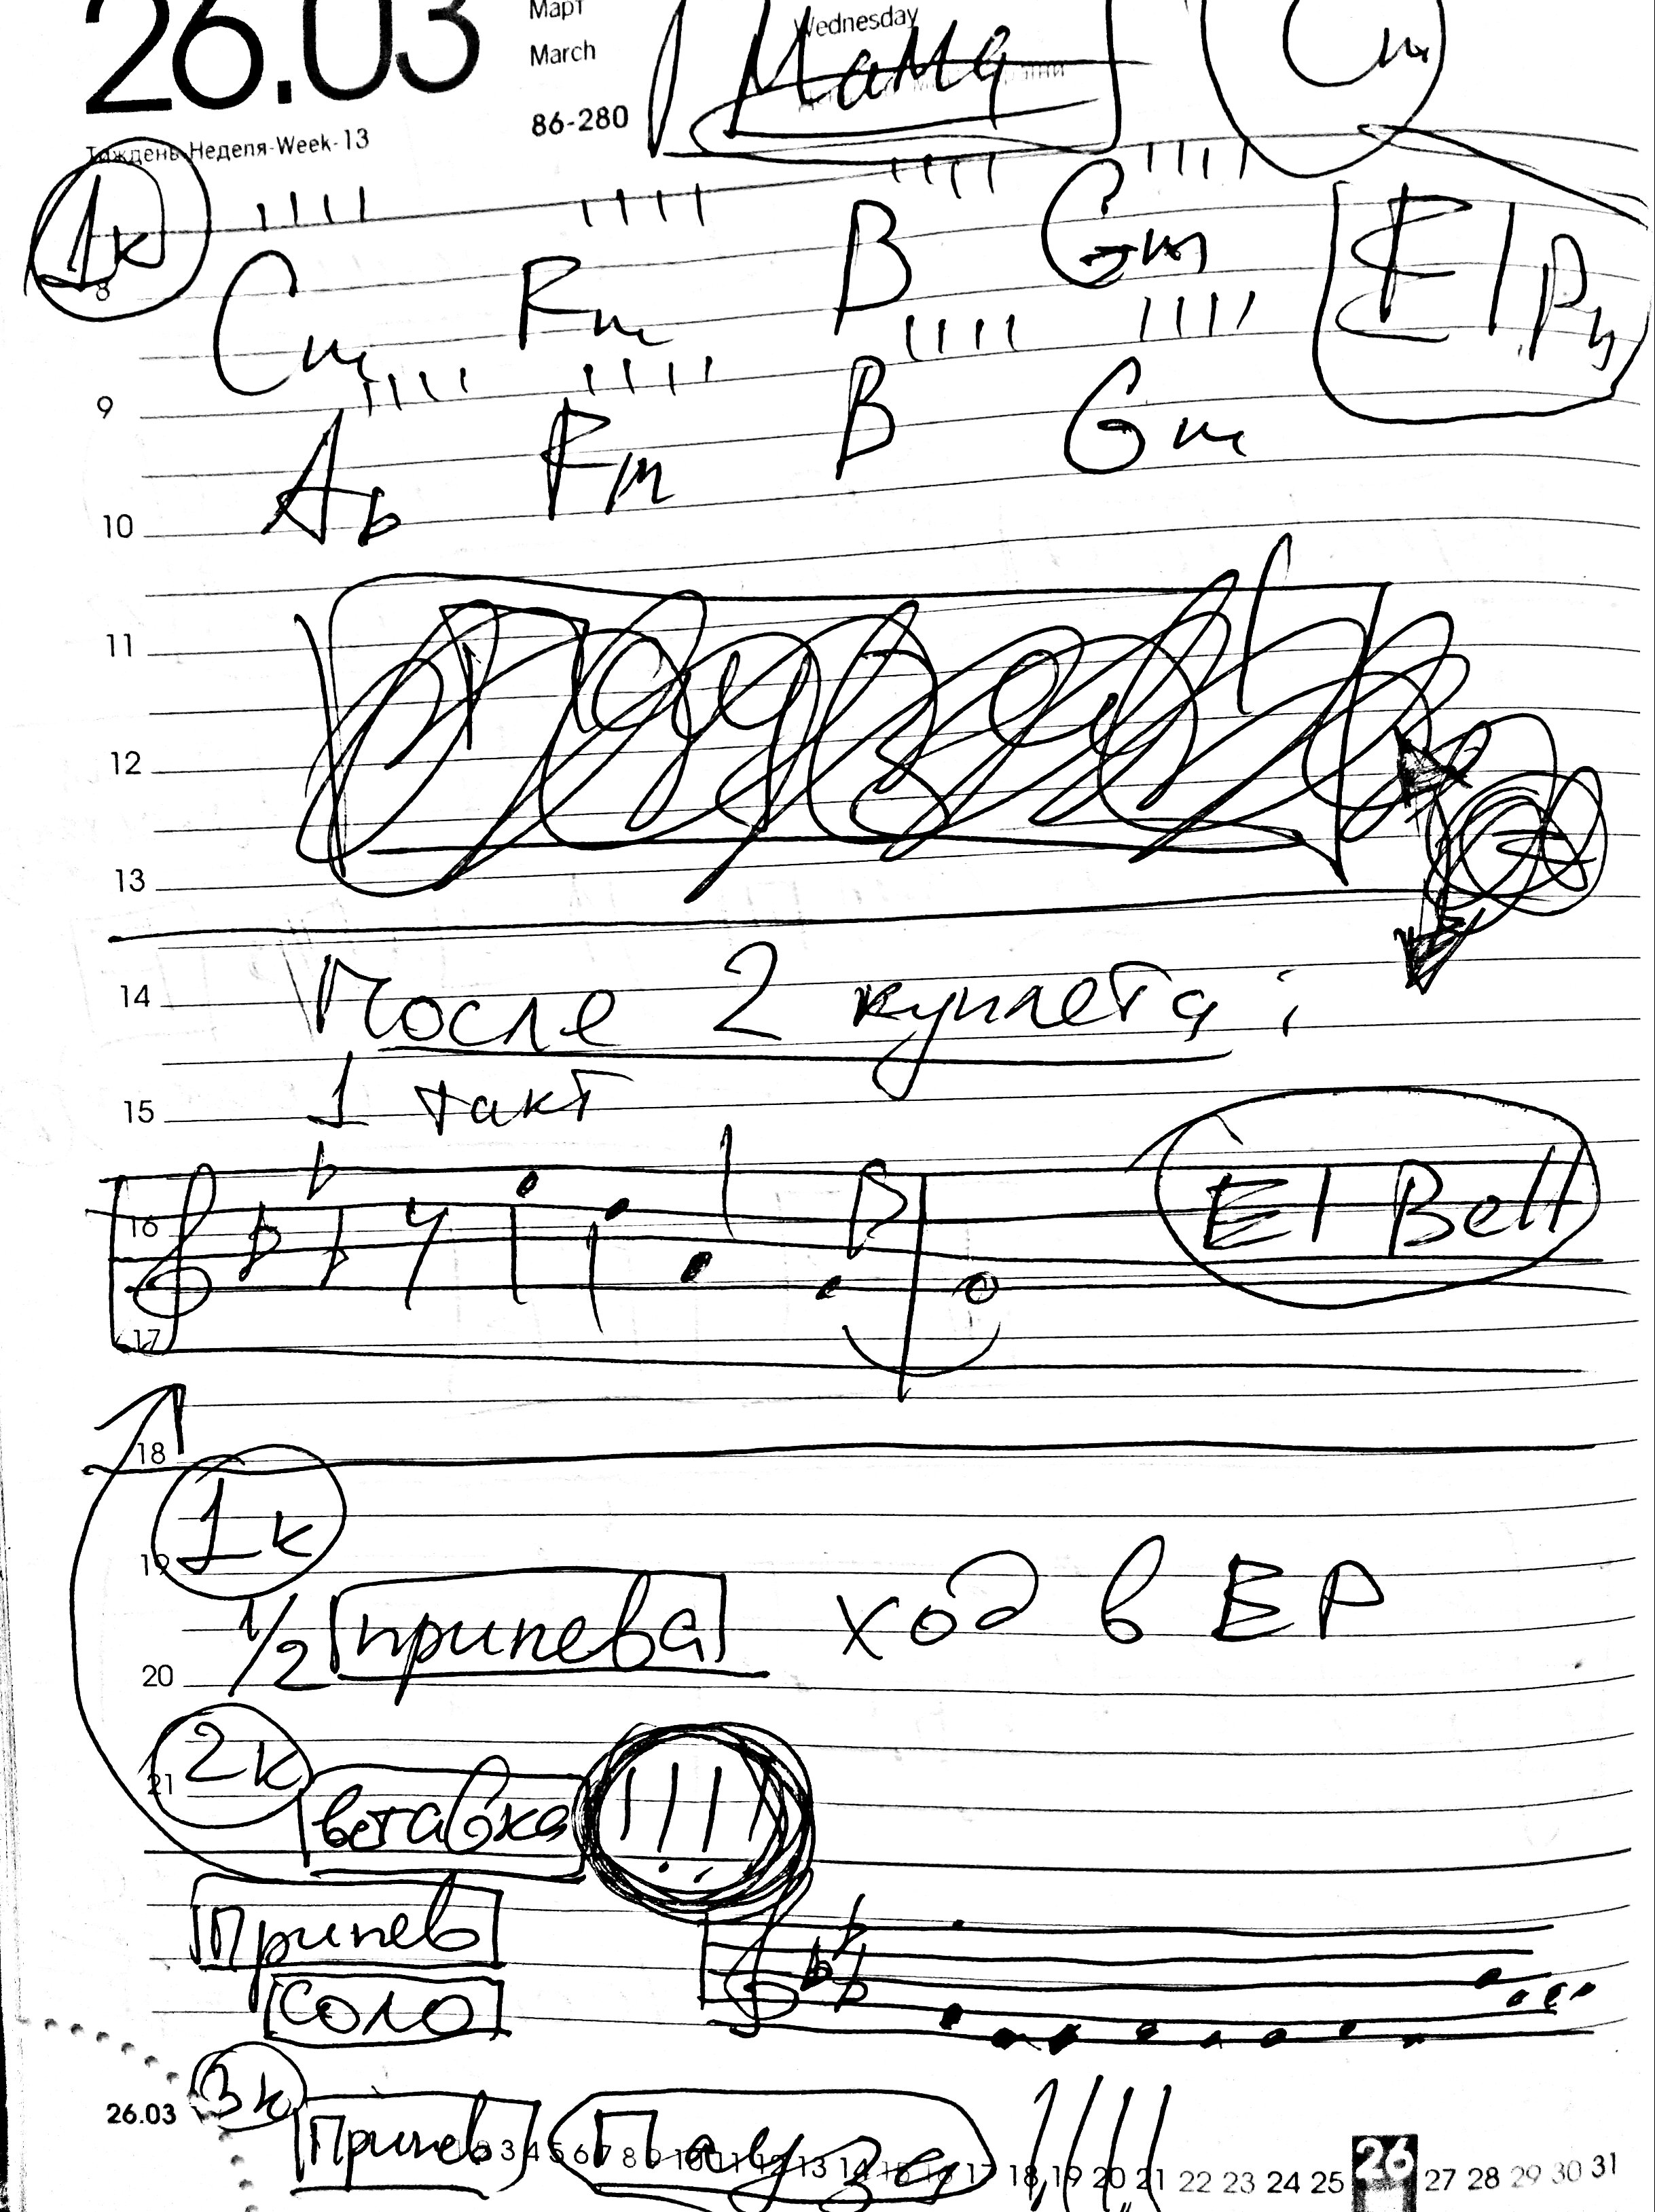 26.03
Март
March
86-280
Wednesday
Тиждень-Неделя-Week-13
Мама
Cm
1к
Cm Fm B Gm
El Pn
8
9
Ab Fm B Gm
10
11
12
13
14
После 2 куплета:
15
1 такт
16
B
El Bell
17
18
1к
19
1/2 припева ход в EP
20
2к
21
вставка !!!!
Припев
соло
3к
26.03
Припев Пауза !!!!
3 4 5 6 7 8 9 10 11 12 13 14 15 16 17 18 19 20 21 22 23 24 25 26 27 28 29 30 31